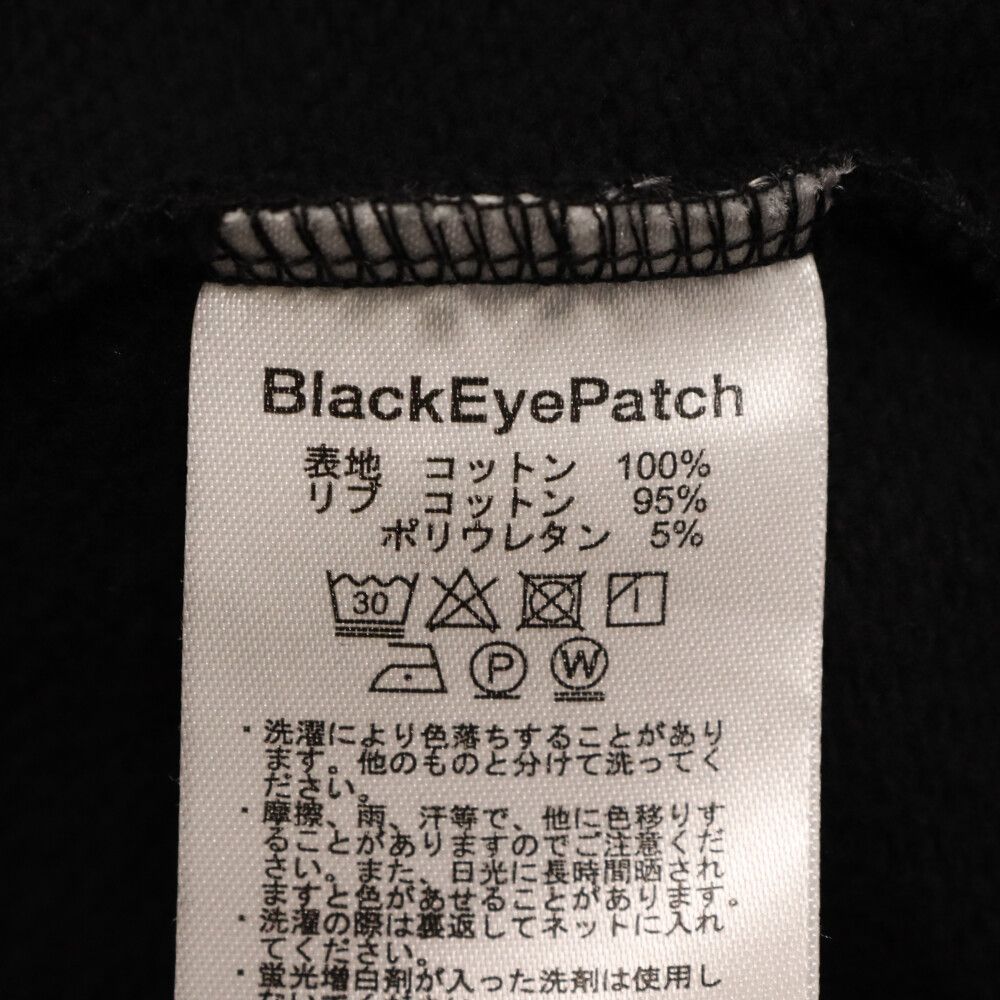 BlackEyePatch
表地 コットン 100%
リブ コットン 95%
ポリウレタン 5%
30
P W
・洗濯により色落ちすることがあり
ます。他のものと分けて洗ってく
ださい。
・摩擦、雨、汗等で、他に色移りす
ることがありますのでご注意くだ
さい。また、日光に長時間晒され
ますと色があせることがあります。
・洗濯の際は裏返してネットに入れ
てください。
・蛍光増白剤が入った洗剤は使用し